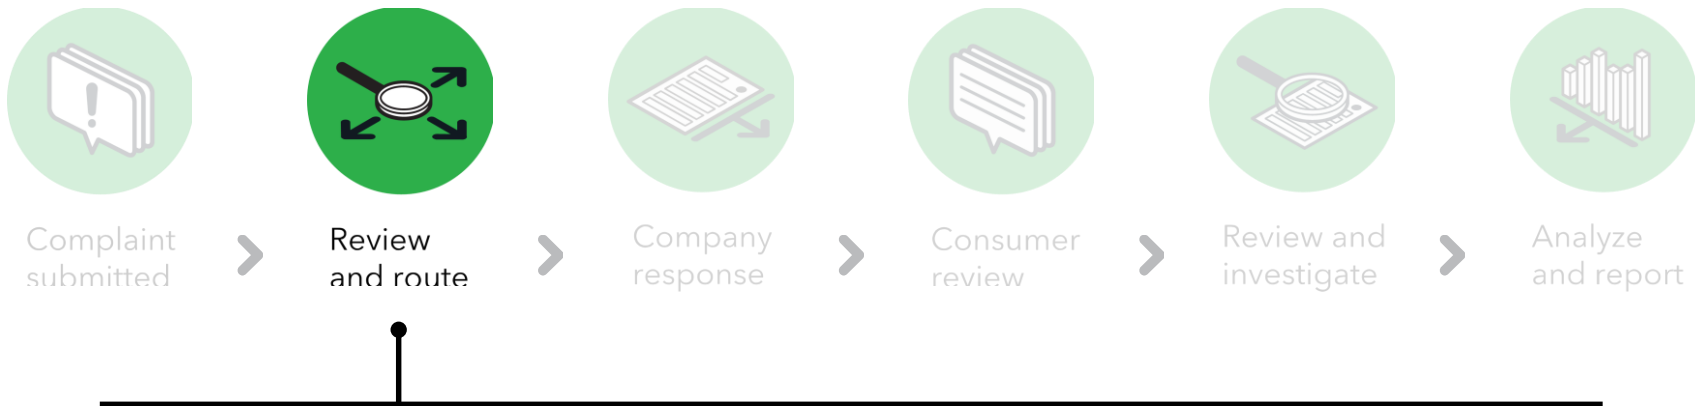 Complaint
submitted
Review
and route
Company
response
Consumer
review
Review and
investigate
Analyze
and report